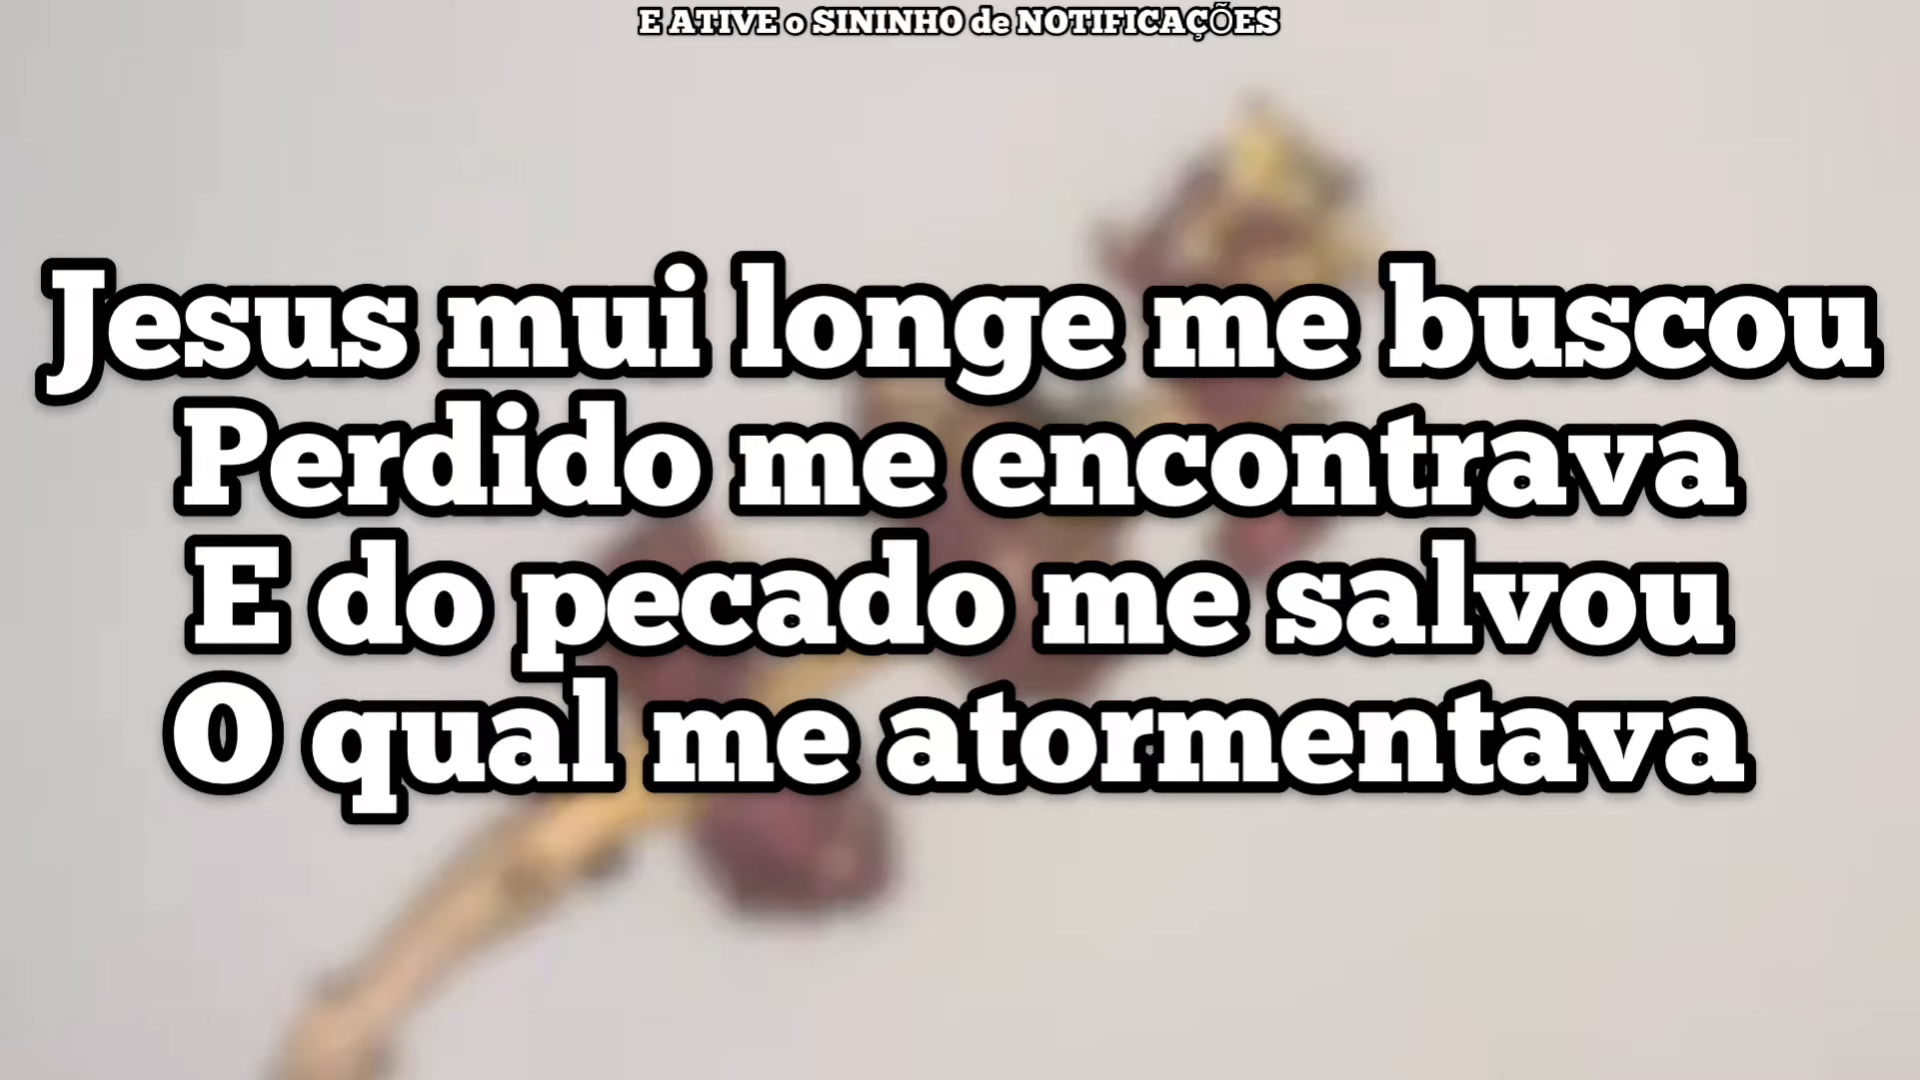 E ATIVE o SININHO de NOTIFICAÇÕES
Jesus mui longe me buscou
Perdido me encontrava
E do pecado me salvou
O qual me atormentava